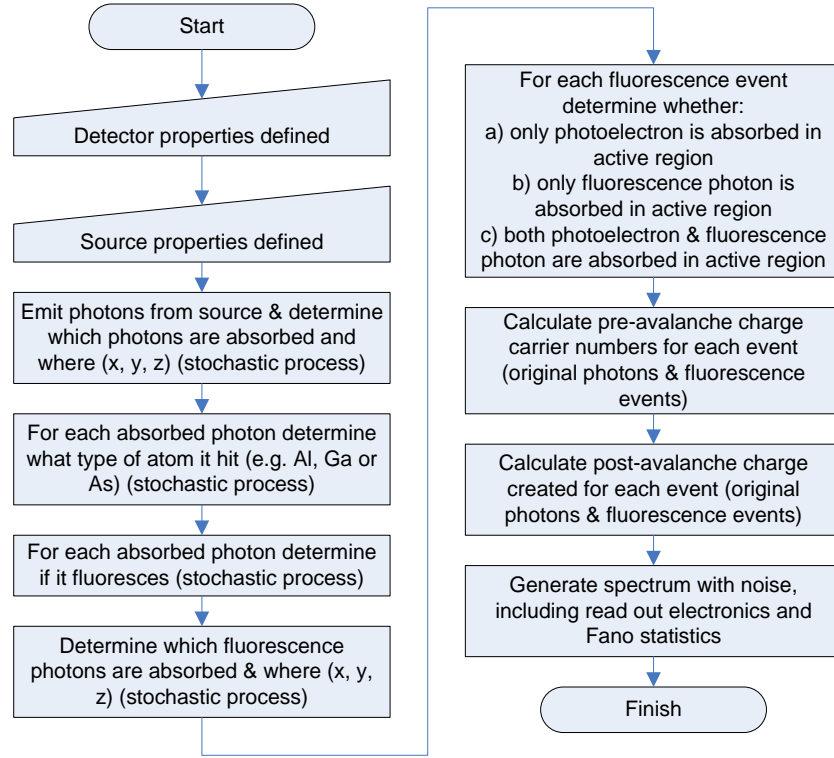 Start
Detector properties defined
Source properties defined
Emit photons from source & determine
which photons are absorbed and
where (x, y, z) (stochastic process)
For each absorbed photon determine
what type of atom it hit (e.g. Al, Ga or
As) (stochastic process)
For each absorbed photon determine
if it fluoresces (stochastic process)
Determine which fluorescence
photons are absorbed & where (x, y,
z) (stochastic process)
For each fluorescence event
determine whether:
a) only photoelectron is absorbed in
active region
b) only fluorescence photon is
absorbed in active region
c) both photoelectron & fluorescence
photon are absorbed in active region
Calculate pre-avalanche charge
carrier numbers for each event
(original photons & fluorescence
events)
Calculate post-avalanche charge
created for each event (original
photons & fluorescence events)
Generate spectrum with noise,
including read out electronics and
Fano statistics
Finish